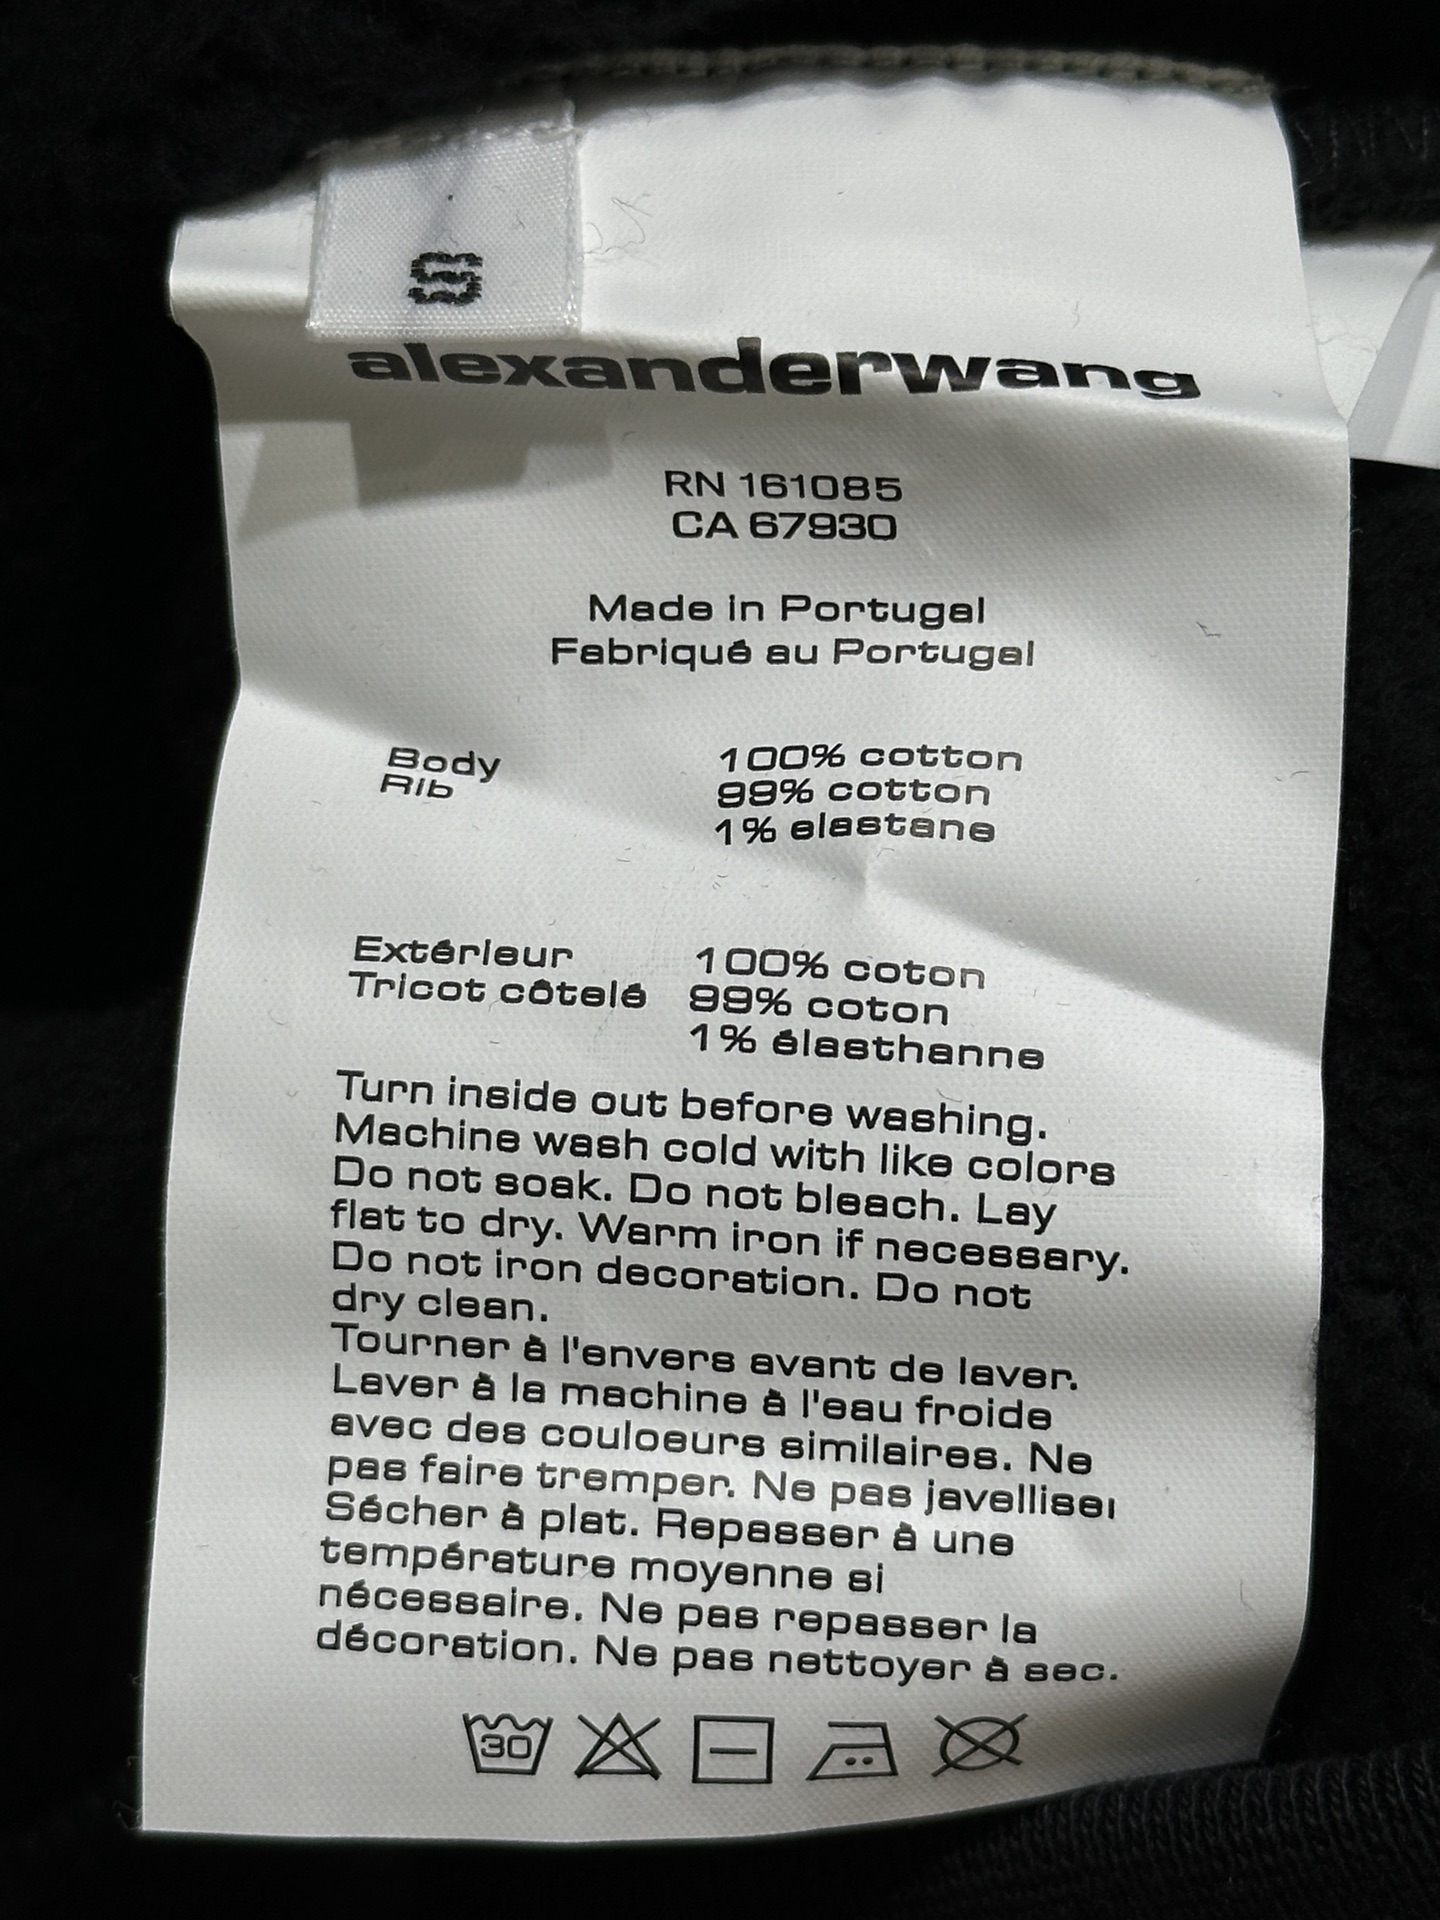 S
alexanderwang
RN 161085
CA 67930
Made in Portugal
Fabriqué au Portugal
Body 100% cotton
Rib 99% cotton
1% elastane
Extérieur 100% coton
Tricot côtelé 99% coton
1% élasthanne
Turn inside out before washing.
Machine wash cold with like colors
Do not soak. Do not bleach. Lay
flat to dry. Warm iron if necessary.
Do not iron decoration. Do not
dry clean.
Tourner à l'envers avant de laver.
Laver à la machine à l'eau froide
avec des couloeurs similaires. Ne
pas faire tremper. Ne pas javelliser
Sécher à plat. Repasser à une
température moyenne si
nécessaire. Ne pas repasser la
décoration. Ne pas nettoyer à sec.
30